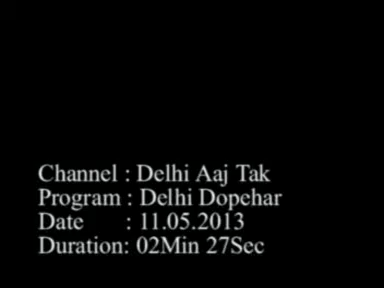 Channel : Delhi Aaj Tak
Program : Delhi Dopehar
Date : 11.05.2013
Duration: 02Min 27Sec